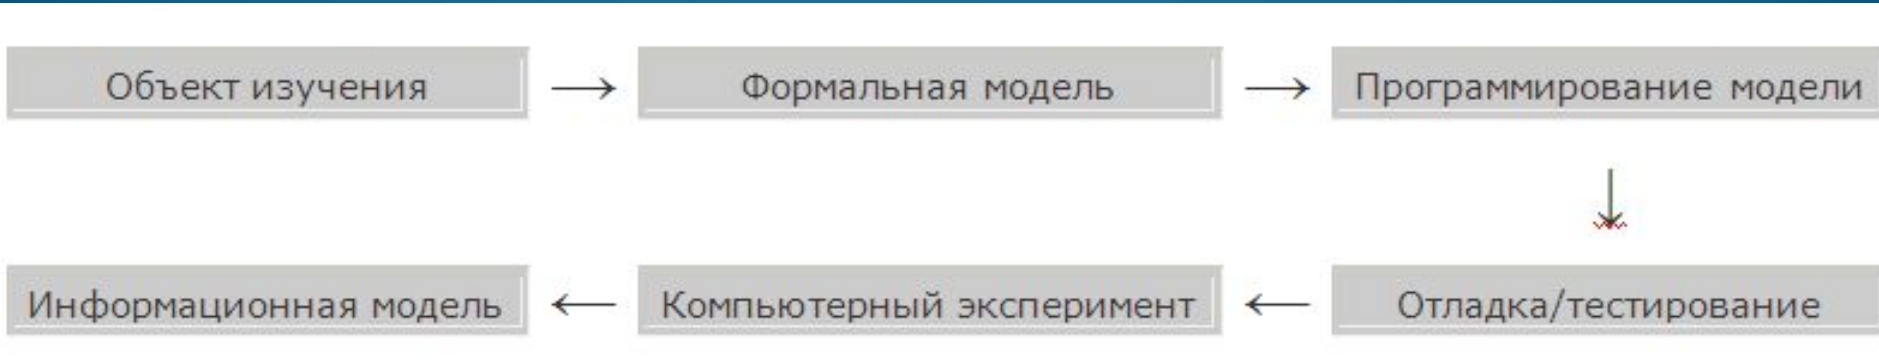 Объект изучения → Формальная модель → Программирование модели
↓
Информационная модель ← Компьютерный эксперимент ← Отладка/тестирование